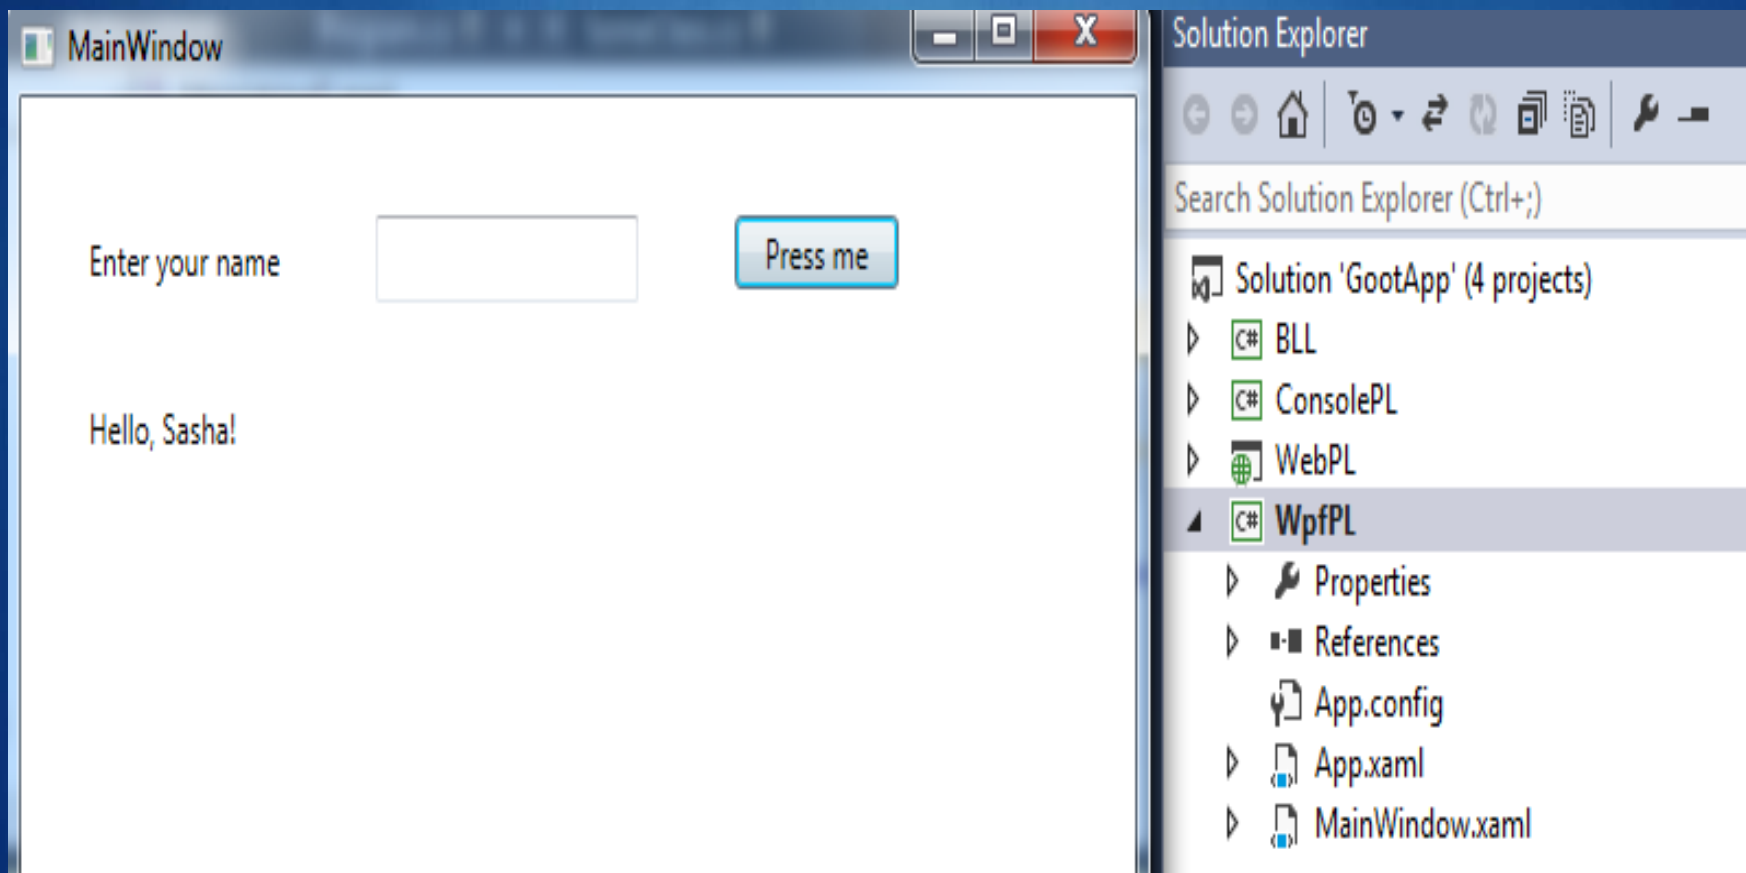 MainWindow
Enter your name
Press me
Hello, Sasha!
Solution Explorer
Search Solution Explorer (Ctrl+;)
Solution 'GootApp' (4 projects)
C# BLL
C# ConsolePL
WebPL
C# WpfPL
Properties
References
App.config
App.xaml
MainWindow.xaml